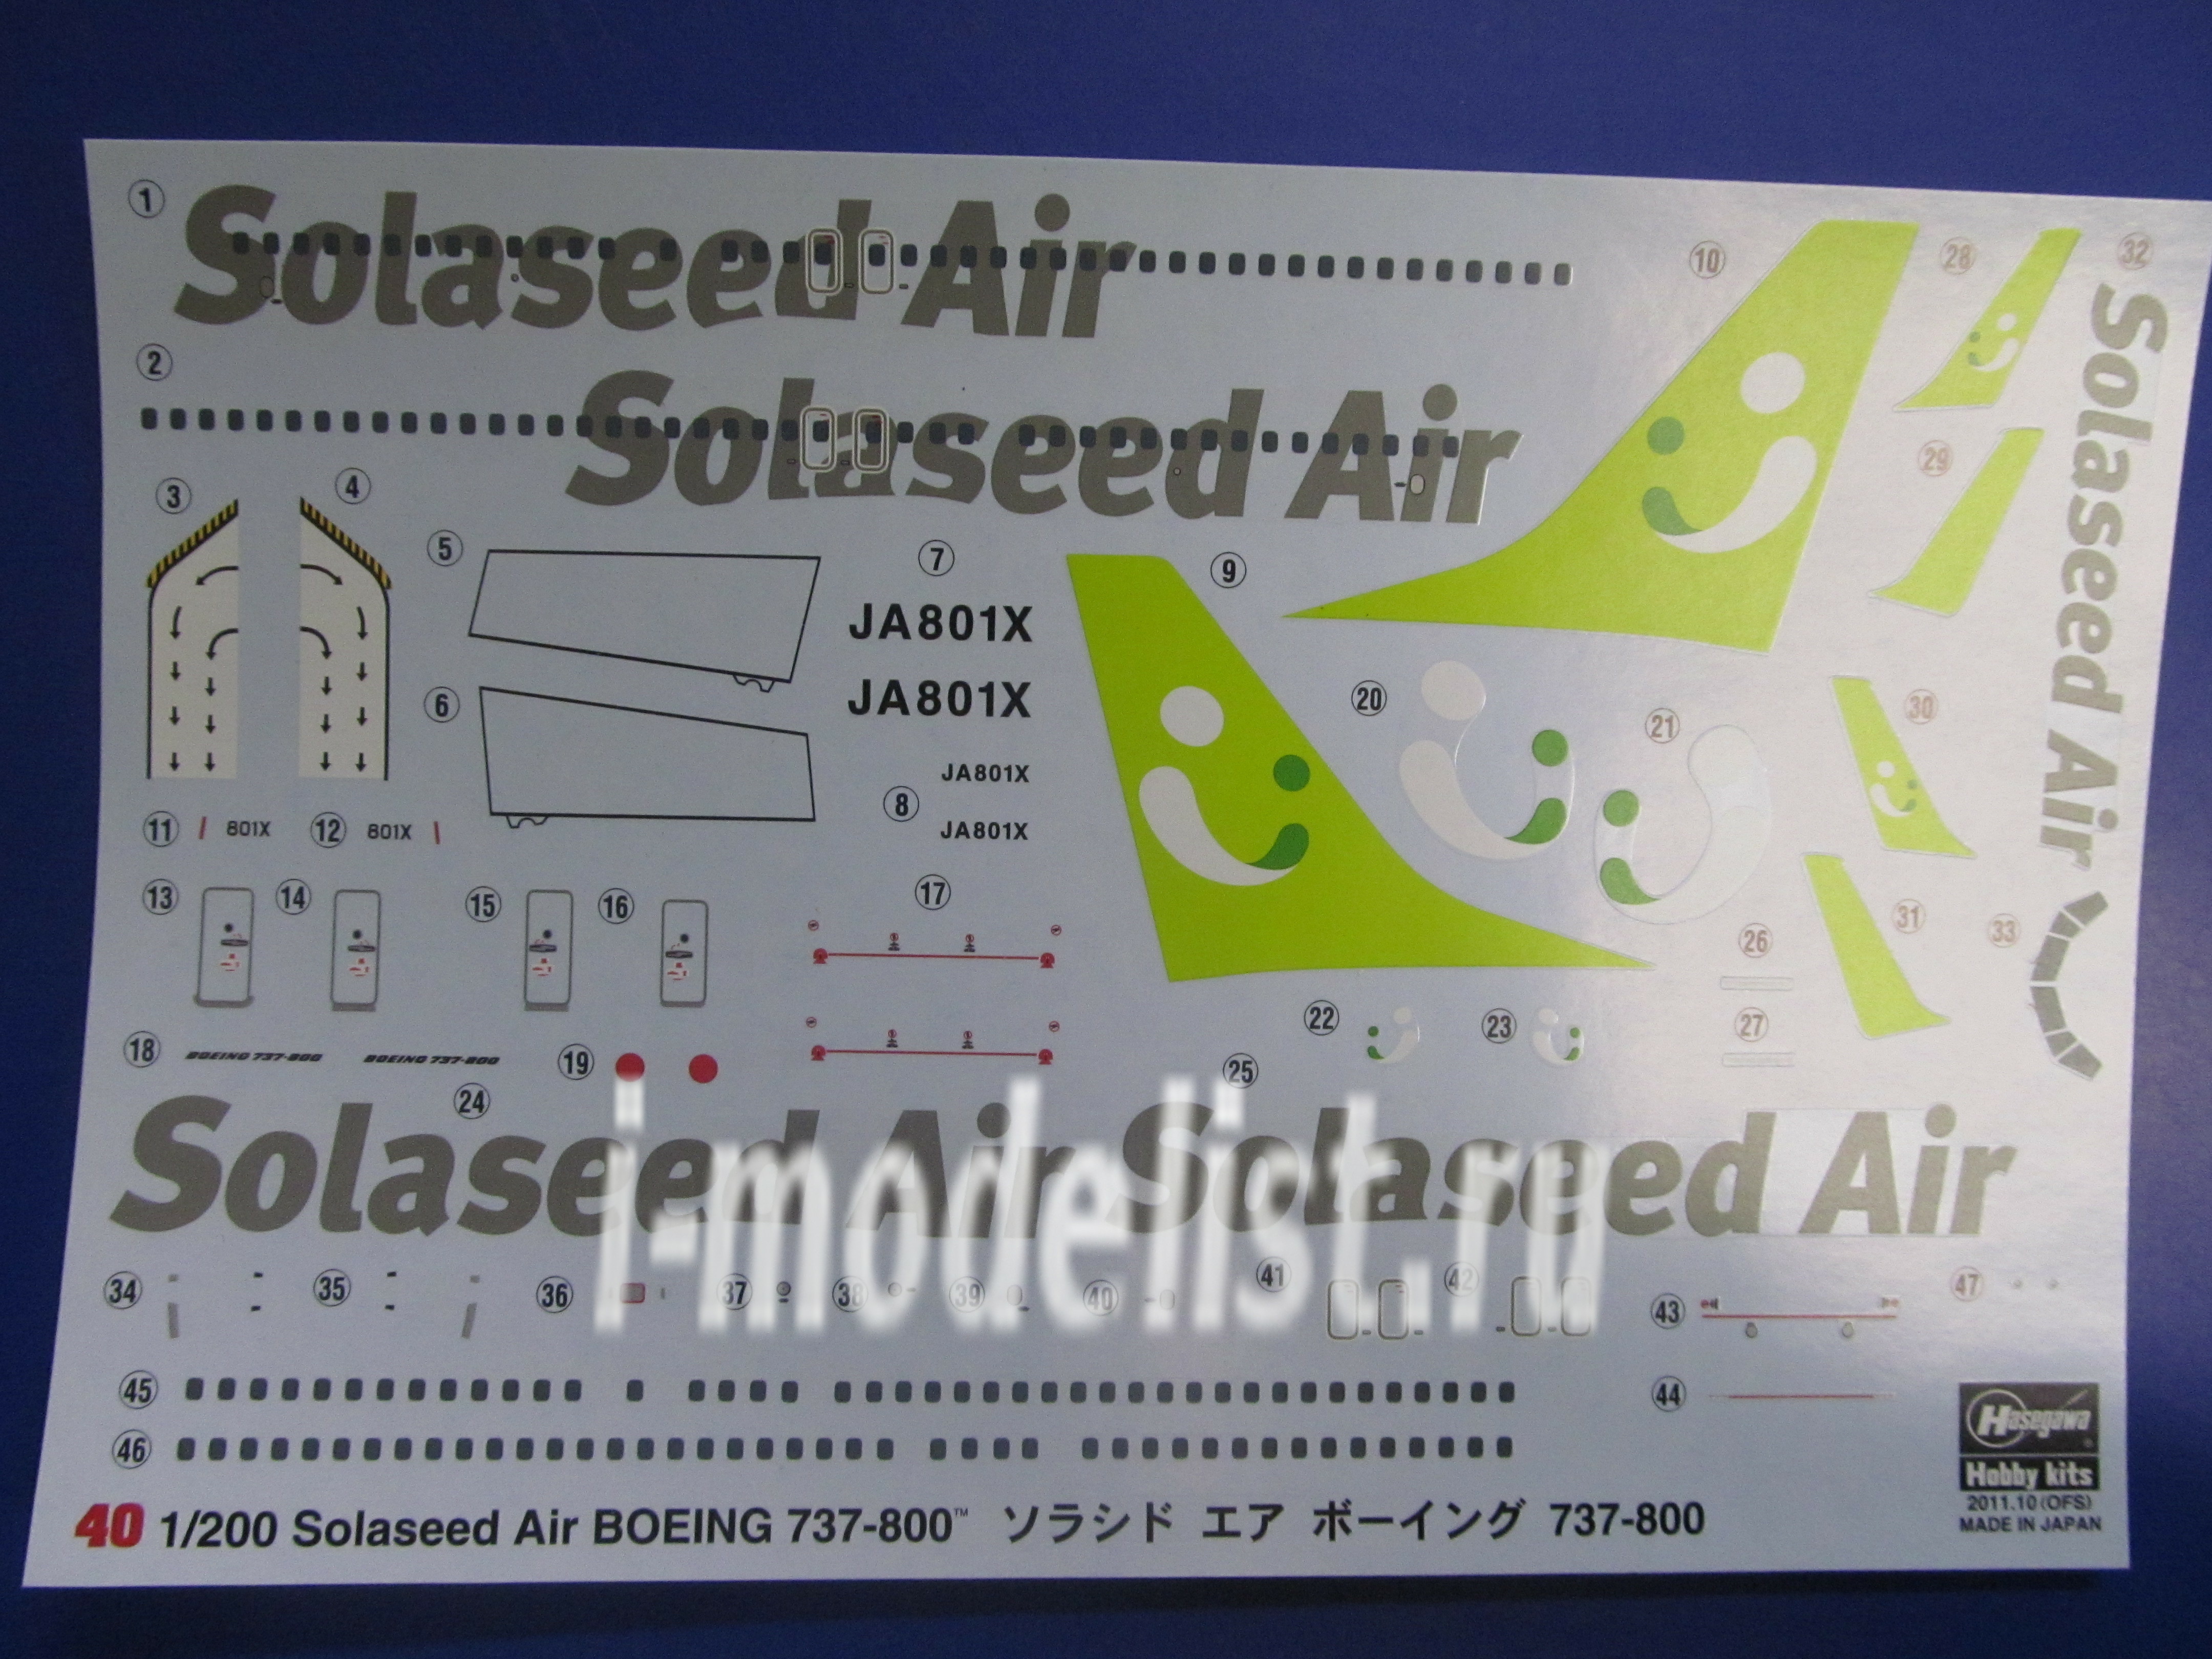 1
Solaseed Air
10
28
32
Solaseed Air
2
Solaseed Air
3
4
5
7
9
29
JA801X
6
JA801X
20
21
30
JA801X
8
JA801X
11
801X
12
801X
13
14
15
16
17
26
31
33
22
23
27
18
BOEING 737-800
BOEING 737-800
19
25
24
Solaseed Air
Solaseed Air
i-modelist.ru
34
35
36
37
38
39
40
41
42
43
47
45
44
46
Hasegawa
Hobby kits
2011.10 (OFS)
MADE IN JAPAN
40 1/200 Solaseed Air BOEING 737-800™ ソラシド エア ボーイング 737-800